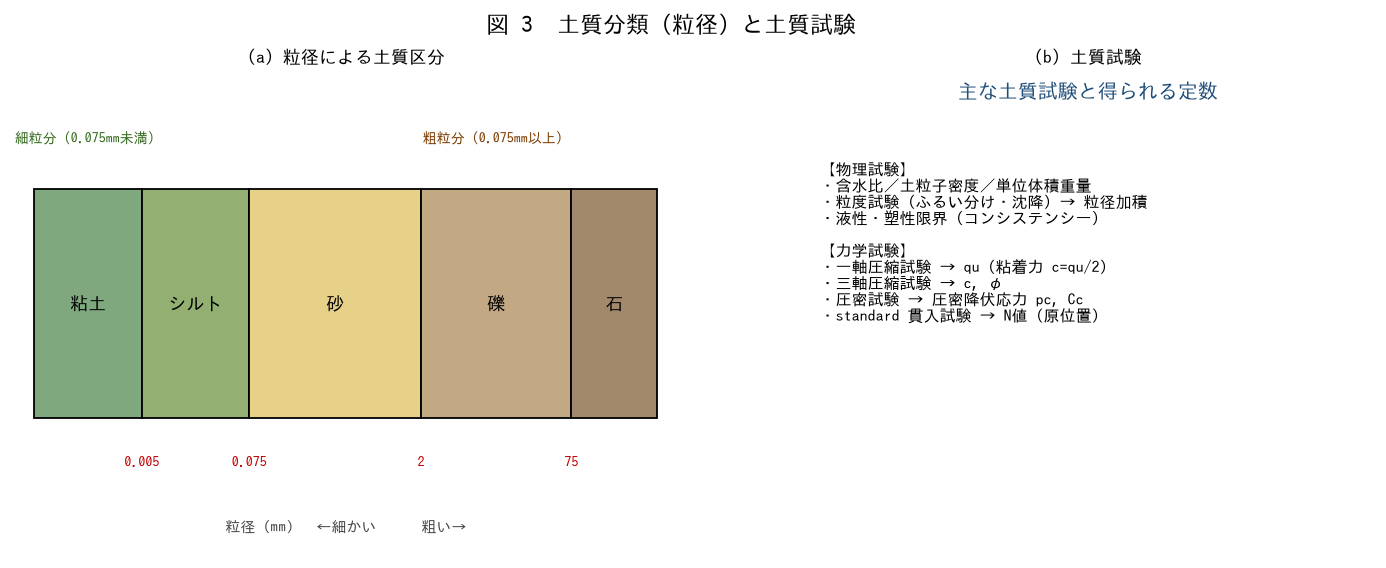 図 3　土質分類（粒径）と土質試験
（a）粒径による土質区分
細粒分（0.075mm未満）
粗粒分（0.075mm以上）
粘土
シルト
砂
礫
石
0.005
0.075
2
75
粒径（mm）　←細かい　　　粗い→
（b）土質試験
主な土質試験と得られる定数
【物理試験】
・含水比／土粒子密度／単位体積重量
・粒度試験（ふるい分け・沈降）→ 粒径加積
・液性・塑性限界（コンシステンシー）
【力学試験】
・一軸圧縮試験 → qu（粘着力 c=qu/2）
・三軸圧縮試験 → c, φ
・圧密試験 → 圧密降伏応力 pc, Cc
・standard 貫入試験 → N値（原位置）